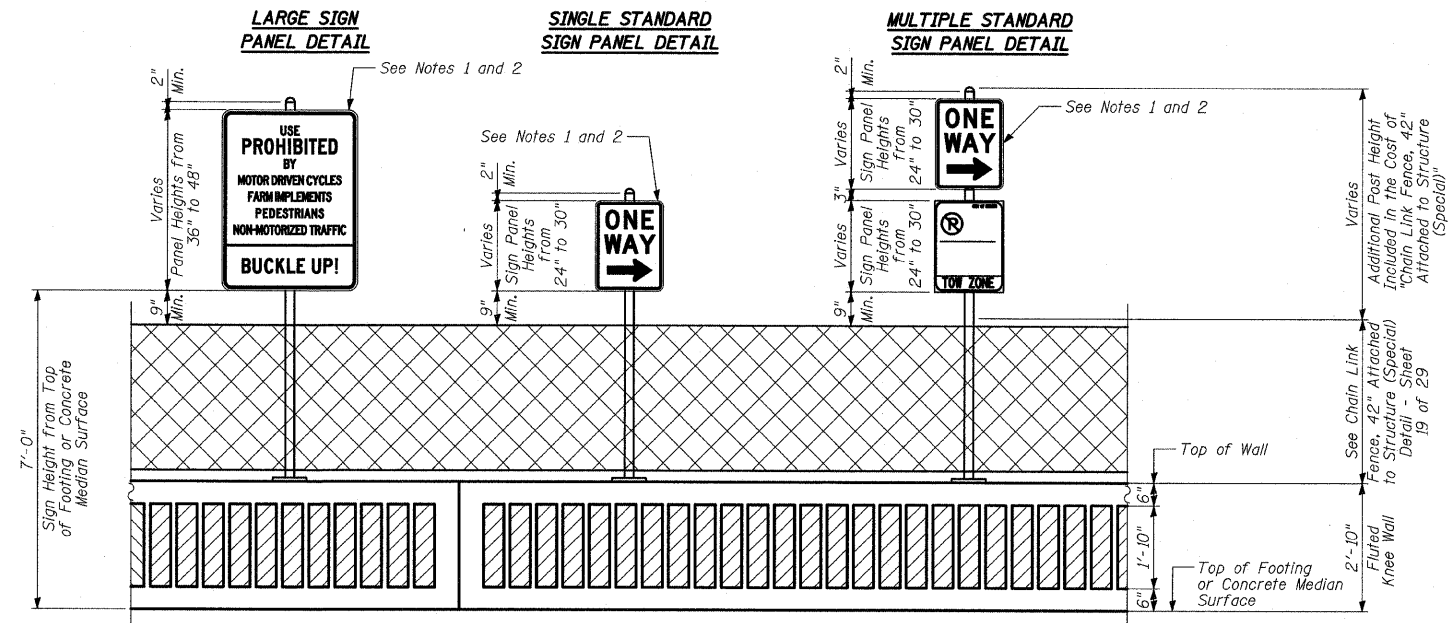 LARGE SIGN
PANEL DETAIL
SINGLE STANDARD
SIGN PANEL DETAIL
MULTIPLE STANDARD
SIGN PANEL DETAIL
2"
Min.
See Notes 1 and 2
Varies
Panel Heights from
36" to 48"
9"
Min.
USE
PROHIBITED
BY
MOTOR DRIVEN CYCLES
FARM IMPLEMENTS
PEDESTRIANS
NON-MOTORIZED TRAFFIC
BUCKLE UP!
See Notes 1 and 2
2"
Min.
Varies
Sign Panel
Heights
from
24" to 30"
9"
Min.
ONE
WAY
2"
Min.
Varies
Sign Panel
Heights
from
24" to 30"
3"
Varies
Sign Panel
Heights
from
24" to 30"
9"
Min.
ONE
WAY
See Notes 1 and 2
P
TOW ZONE
Varies
Additional Post Height
Included in the Cost of
"Chain Link Fence, 42"
Attached to Structure
(Special)"
7'-0"
Sign Height from Top
of Footing or Concrete
Median Surface
See Chain Link
Fence, 42" Attached
to Structure (Special)
Detail - Sheet
19 of 29
Top of Wall
6"
1'-10"
6"
2'-10"
Fluted
Knee Wall
Top of Footing
or Concrete Median
Surface